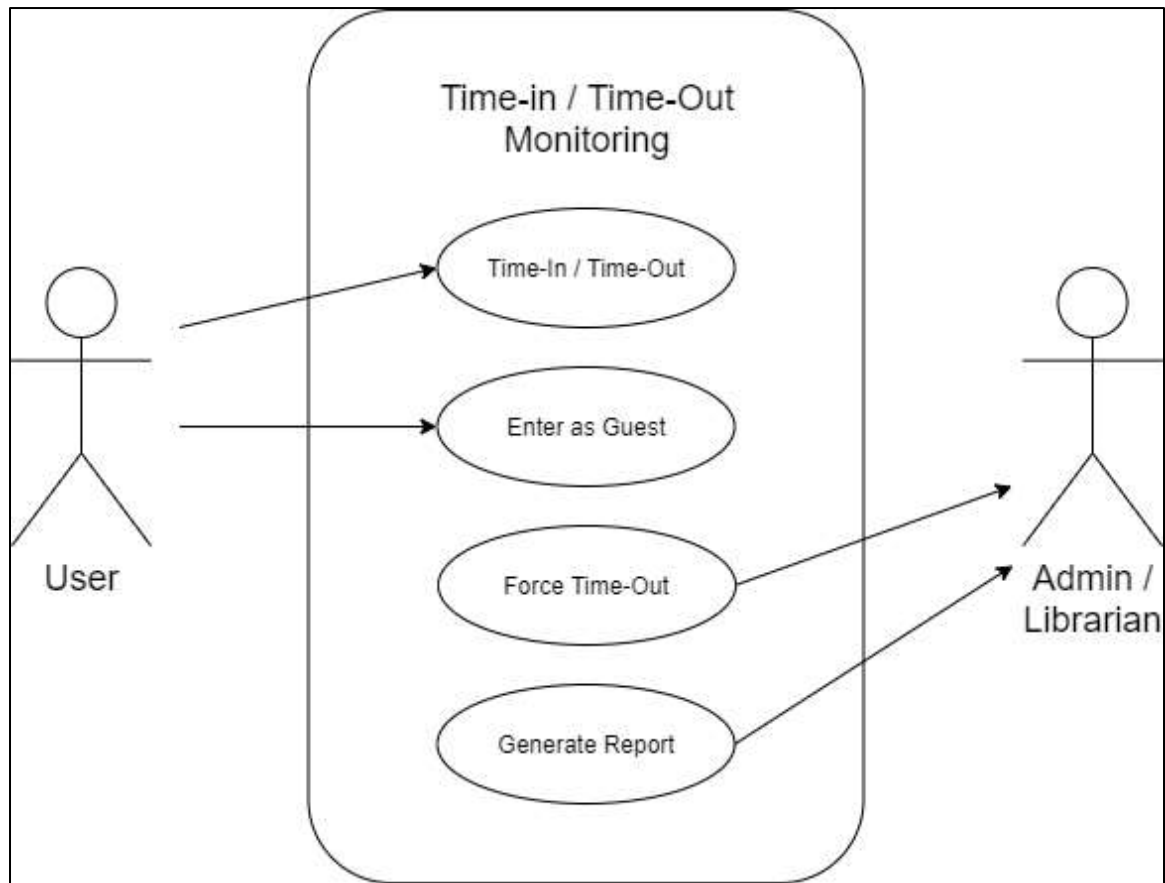 Time-in / Time-Out
Monitoring
Time-In / Time-Out
Enter as Guest
Force Time-Out
Generate Report
User
Admin /
Librarian